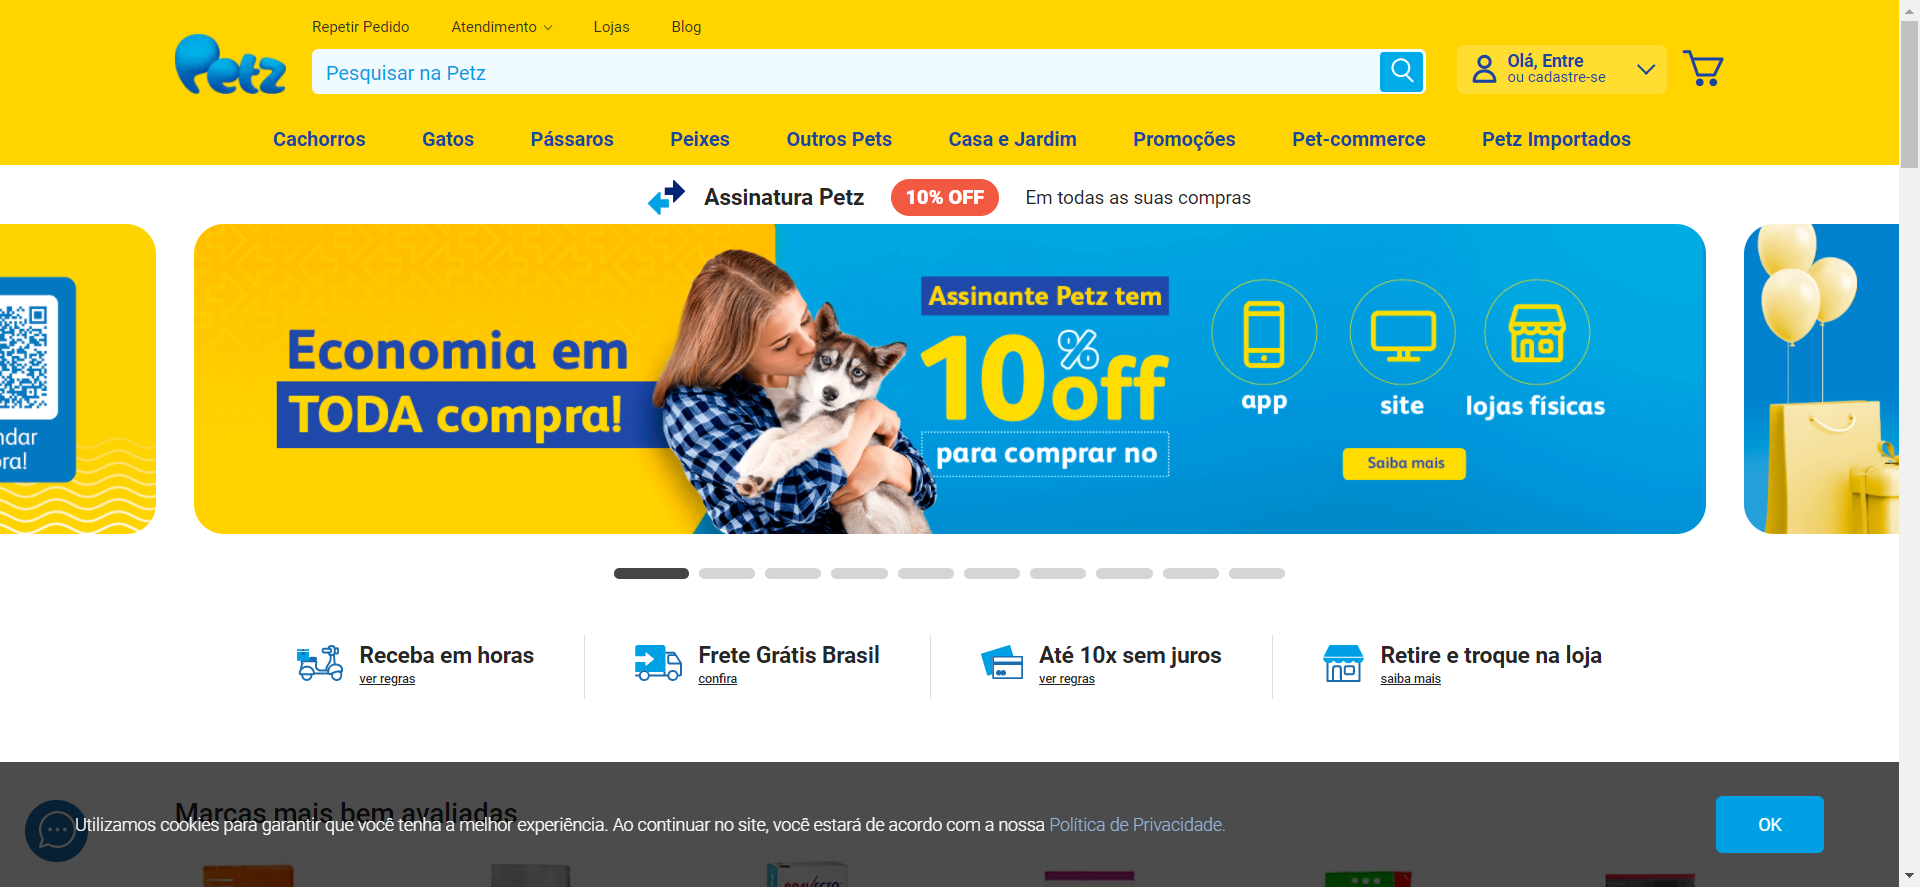 Repetir Pedido
Atendimento
Lojas
Blog
Petz
Pesquisar na Petz
Olá, Entre
ou cadastre-se
Cachorros
Gatos
Pássaros
Peixes
Outros Pets
Casa e Jardim
Promoções
Pet-commerce
Petz Importados
Assinatura Petz
10% OFF
Em todas as suas compras
Economia em
TODA compra!
Assinante Petz tem
10% off
para comprar no
app
site
lojas físicas
Saiba mais
Receba em horas
ver regras
Frete Grátis Brasil
confira
Até 10x sem juros
ver regras
Retire e troque na loja
saiba mais
Marcas mais bem avaliadas
Utilizamos cookies para garantir que você tenha a melhor experiência. Ao continuar no site, você estará de acordo com a nossa Política de Privacidade.
OK